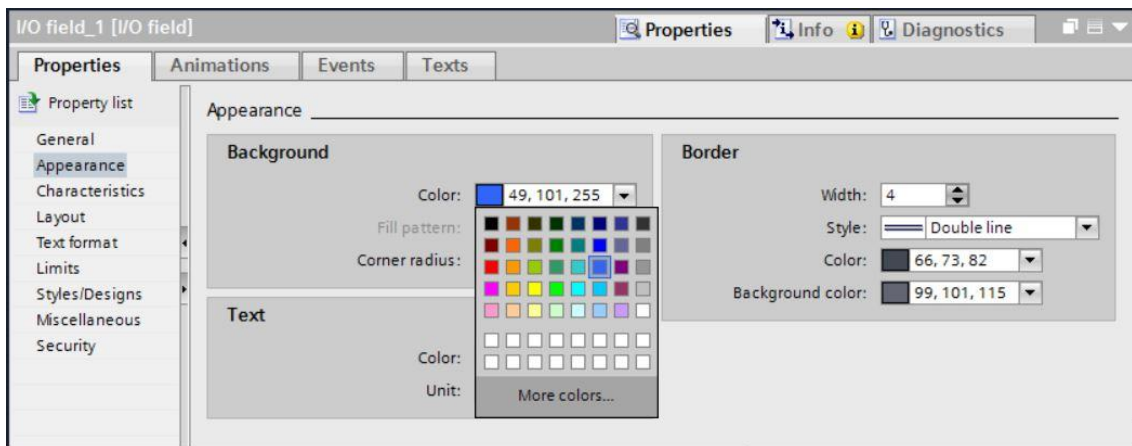 I/O field_1 [I/O field]
Properties
Info
Diagnostics
Properties
Animations
Events
Texts
Property list
General
Appearance
Characteristics
Layout
Text format
Limits
Styles/Designs
Miscellaneous
Security
Appearance
Background
Color: 49, 101, 255
Fill pattern:
Corner radius:
Text
Color:
Unit:
More colors...
Border
Width: 4
Style: Double line
Color: 66, 73, 82
Background color: 99, 101, 115